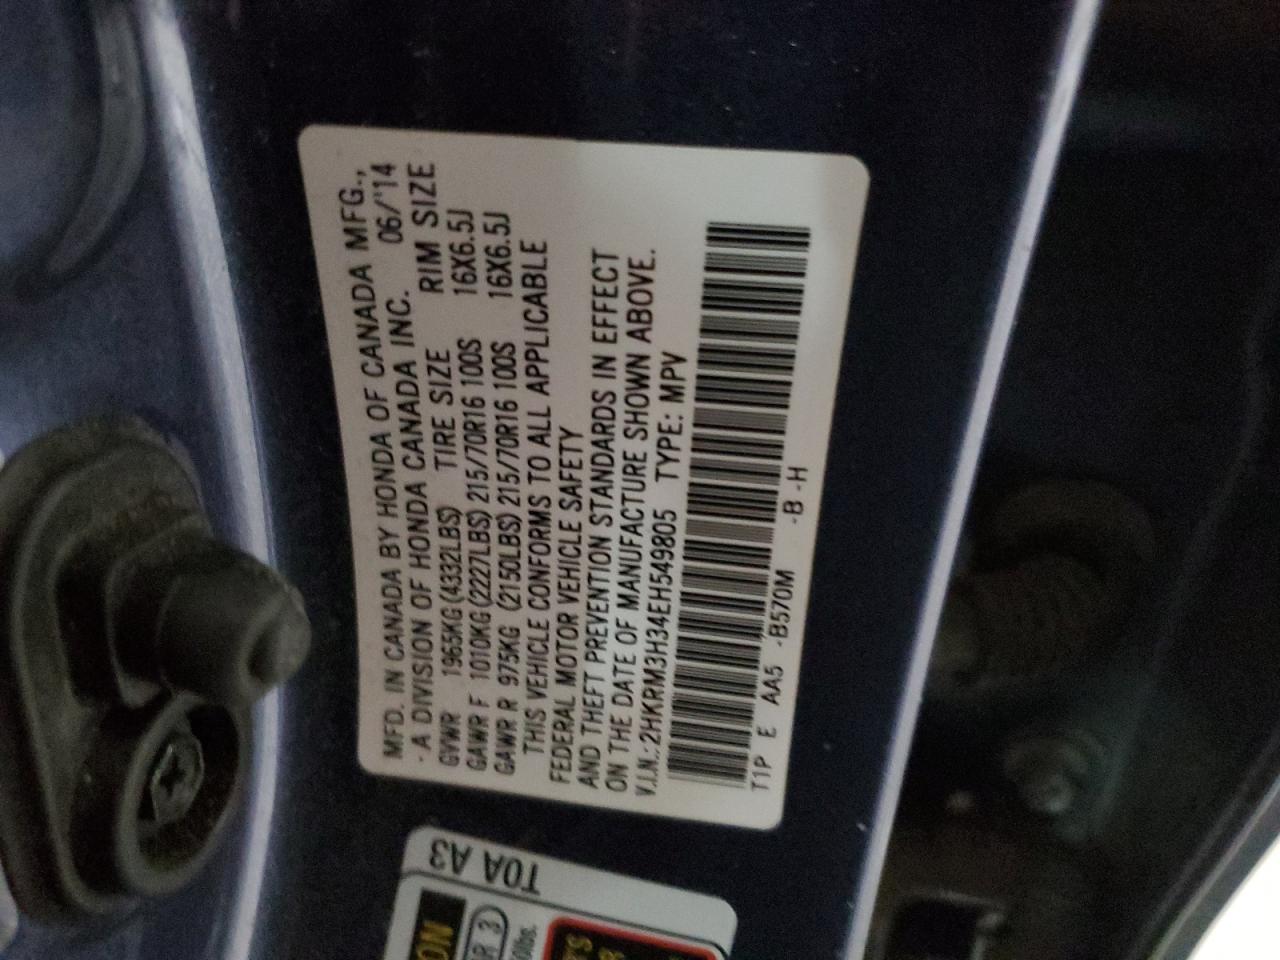 MFD. IN CANADA BY HONDA OF CANADA MFG.,
· A DIVISION OF HONDA CANADA INC. 06/'14
GVWR 1965KG (4332LBS) TIRE SIZE RIM SIZE
GAWR F 1010KG (2227LBS) 215/70R16 100S 16X6.5J
GAWR R 975KG (2150LBS) 215/70R16 100S 16X6.5J
THIS VEHICLE CONFORMS TO ALL APPLICABLE
FEDERAL MOTOR VEHICLE SAFETY
AND THEFT PREVENTION STANDARDS IN EFFECT
ON THE DATE OF MANUFACTURE SHOWN ABOVE.
V.I.N.: 2HKRM3H34EH549805 TYPE: MPV
T1P E AA5 -B570M -B -H
T0A A3
ON
R 3
0lbs.